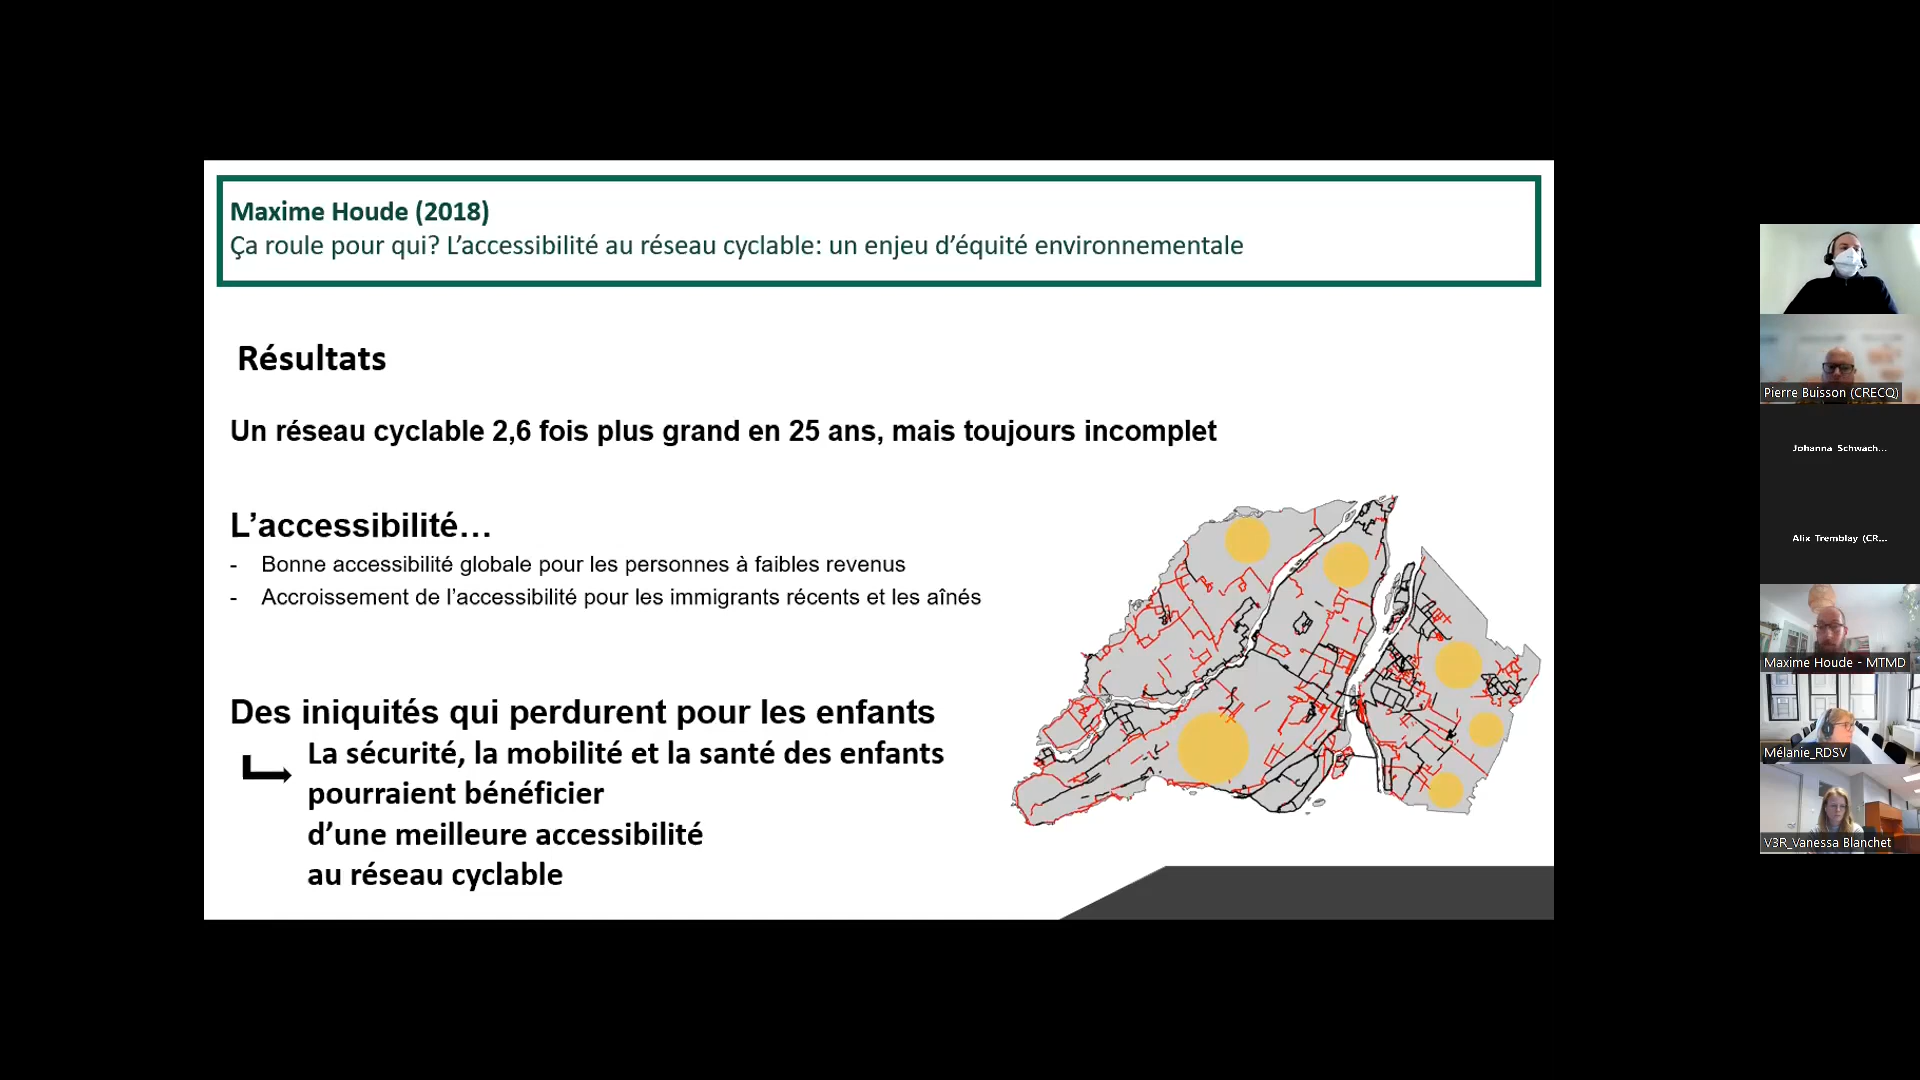 Maxime Houde (2018)
Ça roule pour qui? L’accessibilité au réseau cyclable: un enjeu d’équité environnementale
Résultats
Un réseau cyclable 2,6 fois plus grand en 25 ans, mais toujours incomplet
L’accessibilité…
- Bonne accessibilité globale pour les personnes à faibles revenus
- Accroissement de l’accessibilité pour les immigrants récents et les aînés
Des iniquités qui perdurent pour les enfants
La sécurité, la mobilité et la santé des enfants
pourraient bénéficier
d’une meilleure accessibilité
au réseau cyclable
Pierre Buisson (CRECQ)
Johanna Schwach...
Alix Tremblay (CR...
Maxime Houde - MTMD
Mélanie_RDSV
V3R_Vanessa Blanchet